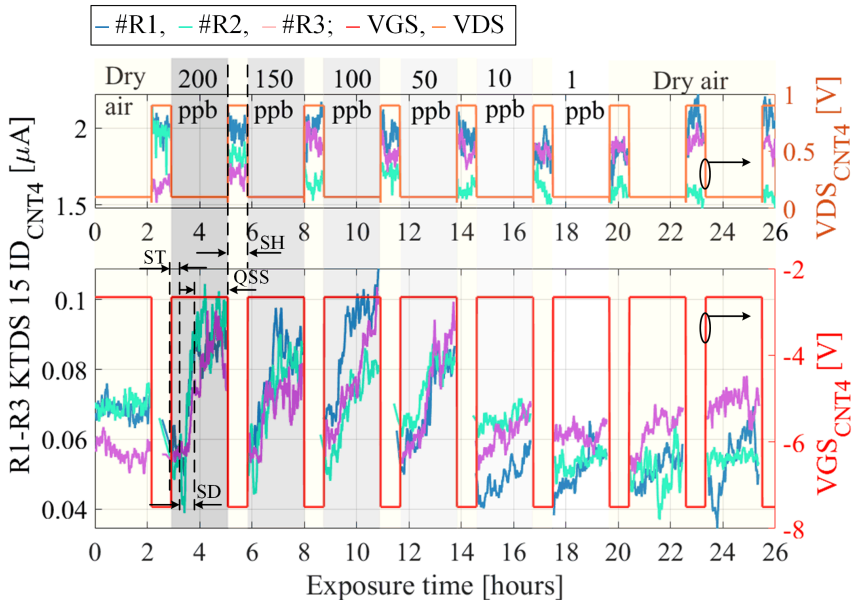 #R1, #R2, #R3; VGS, VDS
Dry air
200 ppb
150 ppb
100 ppb
50 ppb
10 ppb
1 ppb
Dry air
2
1.5
1
0.5
0
VDS_CNT4 [V]
0 2 4 6 8 10 12 14 16 18 20 22 24 26
ST
SH
QSS
SD
R1-R3 KTDS 15 ID_CNT4 [µA]
0.1
0.08
0.06
0.04
-2
-4
-6
-8
VGS_CNT4 [V]
0 2 4 6 8 10 12 14 16 18 20 22 24 26
Exposure time [hours]